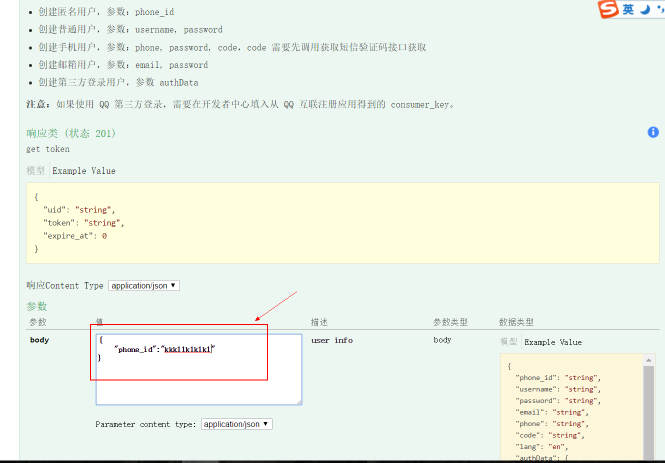 英
• 创建匿名用户，参数：phone_id
• 创建普通用户，参数：username, password
• 创建手机用户，参数：phone, password, code，code 需要先调用获取短信验证码接口获取
• 创建邮箱用户，参数：email, password
• 创建第三方登录用户，参数 authData
注意：如果使用 QQ 第三方登录，需要在开发者中心填入从 QQ 互联注册应用得到的 consumer_key。
响应类 (状态 201)
get token
模型 Example Value
{
"uid": "string",
"token": "string",
"expire_at": 0
}
响应Content Type application/json
参数
参数 值 描述 参数类型 数据类型
body user info body 模型 Example Value
{
"phone_id":"kkk11k1k1k1"
}
Parameter content type: application/json
{
"phone_id": "string",
"username": "string",
"password": "string",
"email": "string",
"phone": "string",
"code": "string",
"lang": "en",
"authData": {